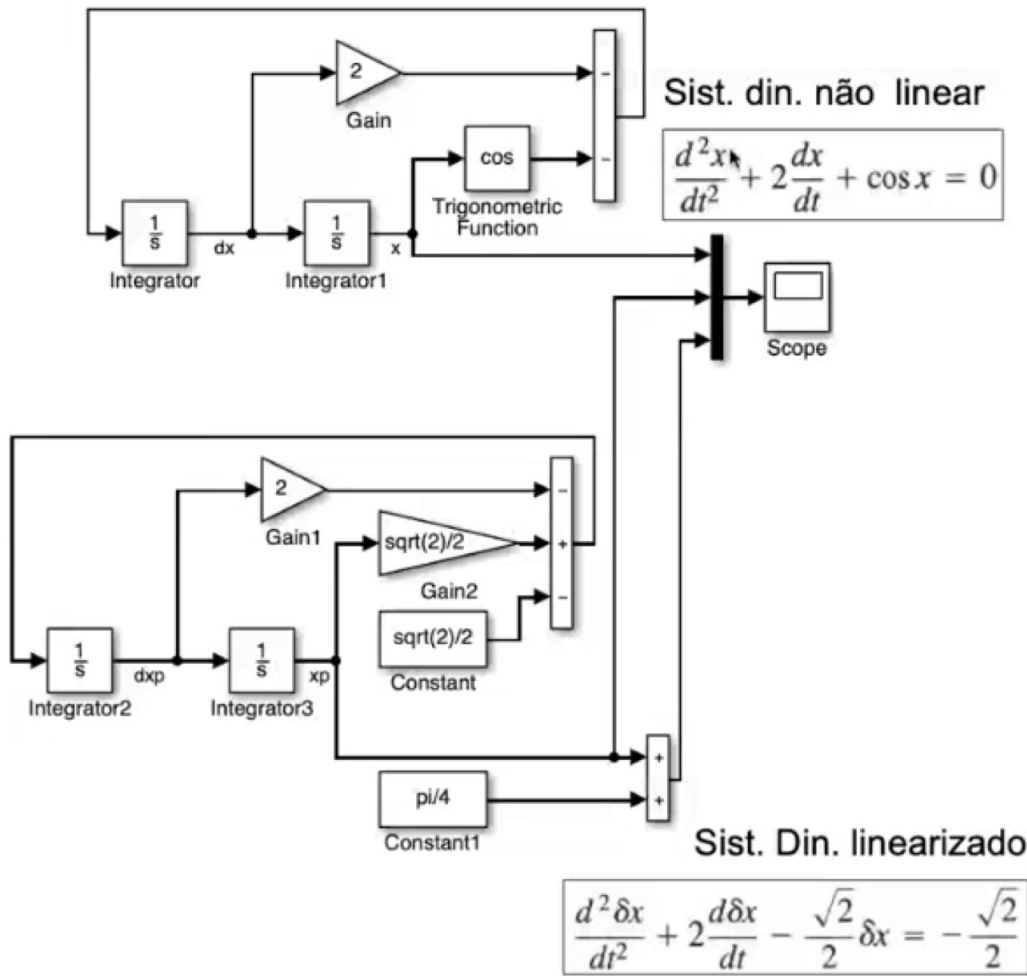 2
Gain
-
-
cos
Trigonometric
Function
1/s
dx
Integrator
1/s
x
Integrator1
Sist. din. não linear
d²x/dt² + 2 dx/dt + cos x = 0
Scope
2
Gain1
sqrt(2)/2
Gain2
-
+
-
sqrt(2)/2
Constant
1/s
dxp
Integrator2
1/s
xp
Integrator3
pi/4
Constant1
+
+
Sist. Din. linearizado
d²δx/dt² + 2 dδx/dt − √2/2 δx = − √2/2